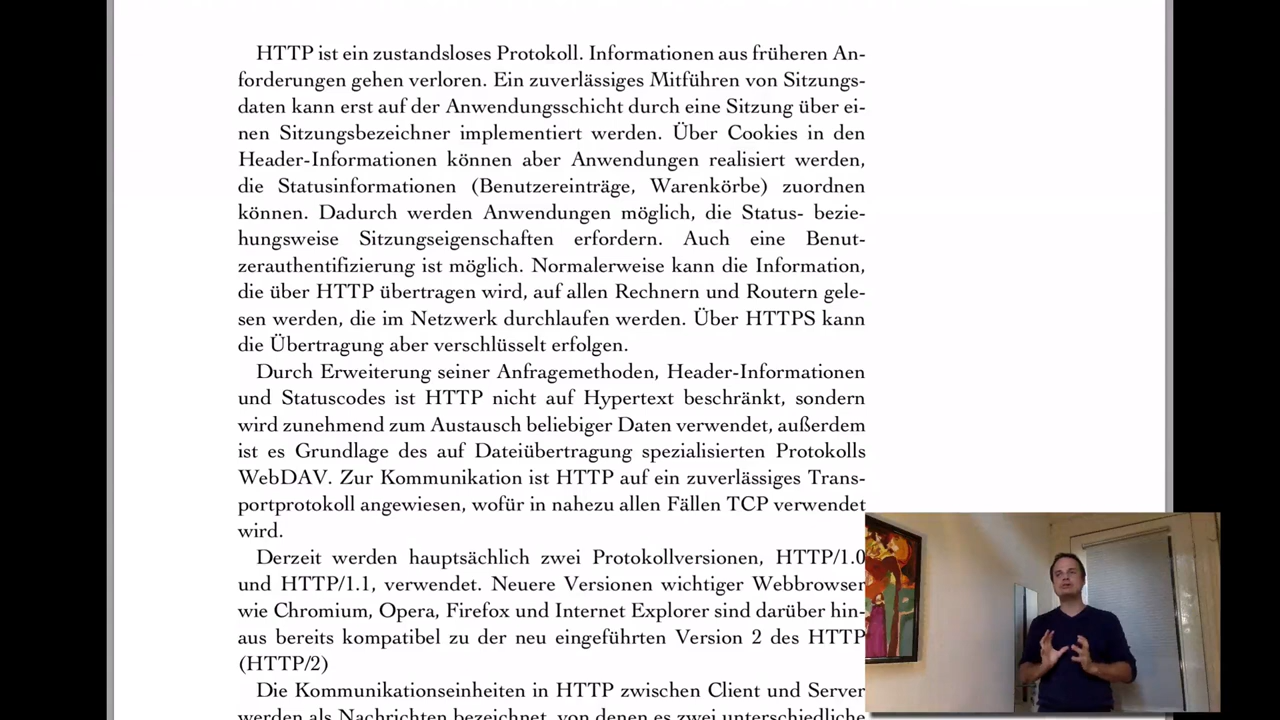 HTTP ist ein zustandsloses Protokoll. Informationen aus früheren An-
forderungen gehen verloren. Ein zuverlässiges Mitführen von Sitzungs-
daten kann erst auf der Anwendungsschicht durch eine Sitzung über ei-
nen Sitzungsbezeichner implementiert werden. Über Cookies in den
Header-Informationen können aber Anwendungen realisiert werden,
die Statusinformationen (Benutzereinträge, Warenkörbe) zuordnen
können. Dadurch werden Anwendungen möglich, die Status- bezie-
hungsweise Sitzungseigenschaften erfordern. Auch eine Benut-
zerauthentifizierung ist möglich. Normalerweise kann die Information,
die über HTTP übertragen wird, auf allen Rechnern und Routern gele-
sen werden, die im Netzwerk durchlaufen werden. Über HTTPS kann
die Übertragung aber verschlüsselt erfolgen.
Durch Erweiterung seiner Anfragemethoden, Header-Informationen
und Statuscodes ist HTTP nicht auf Hypertext beschränkt, sondern
wird zunehmend zum Austausch beliebiger Daten verwendet, außerdem
ist es Grundlage des auf Dateiübertragung spezialisierten Protokolls
WebDAV. Zur Kommunikation ist HTTP auf ein zuverlässiges Trans-
portprotokoll angewiesen, wofür in nahezu allen Fällen TCP verwendet
wird.
Derzeit werden hauptsächlich zwei Protokollversionen, HTTP/1.0
und HTTP/1.1, verwendet. Neuere Versionen wichtiger Webbrowser
wie Chromium, Opera, Firefox und Internet Explorer sind darüber hin-
aus bereits kompatibel zu der neu eingeführten Version 2 des HTTP
(HTTP/2)
Die Kommunikationseinheiten in HTTP zwischen Client und Server
werden als Nachrichten bezeichnet, von denen es zwei unterschiedliche